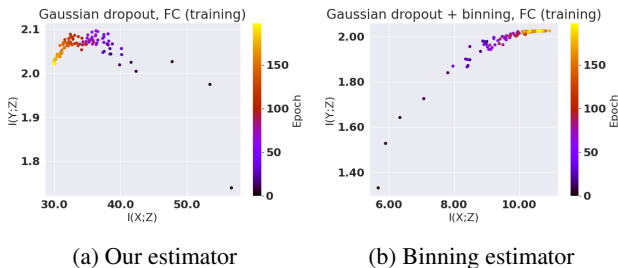 Gaussian dropout, FC (training)
2.1
2.0
1.9
1.8
I(Y;Z)
30.0
40.0
50.0
I(X;Z)
150
100
50
0
Epoch
(a) Our estimator
Gaussian dropout + binning, FC (training)
2.00
1.80
1.60
1.40
I(Y;Z)
6.00
8.00
10.00
I(X;Z)
150
100
50
0
Epoch
(b) Binning estimator